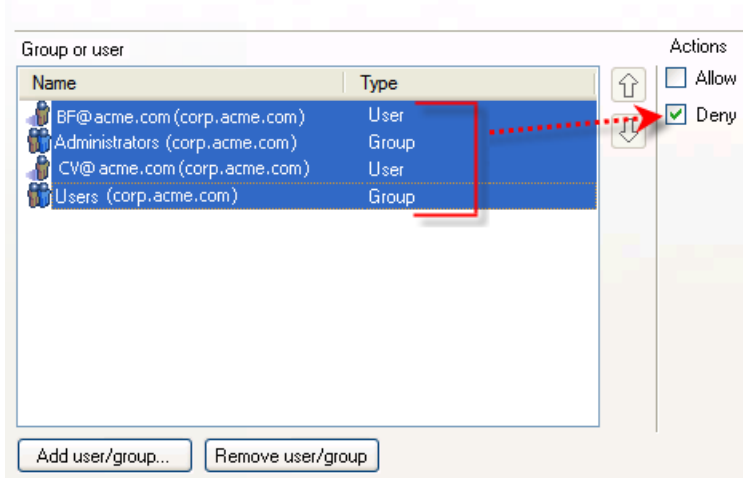 Group or user Actions
Name Type Allow
BF@acme.com (corp.acme.com) User Deny
Administrators (corp.acme.com) Group
CV@acme.com (corp.acme.com) User
Users (corp.acme.com) Group
Add user/group... Remove user/group